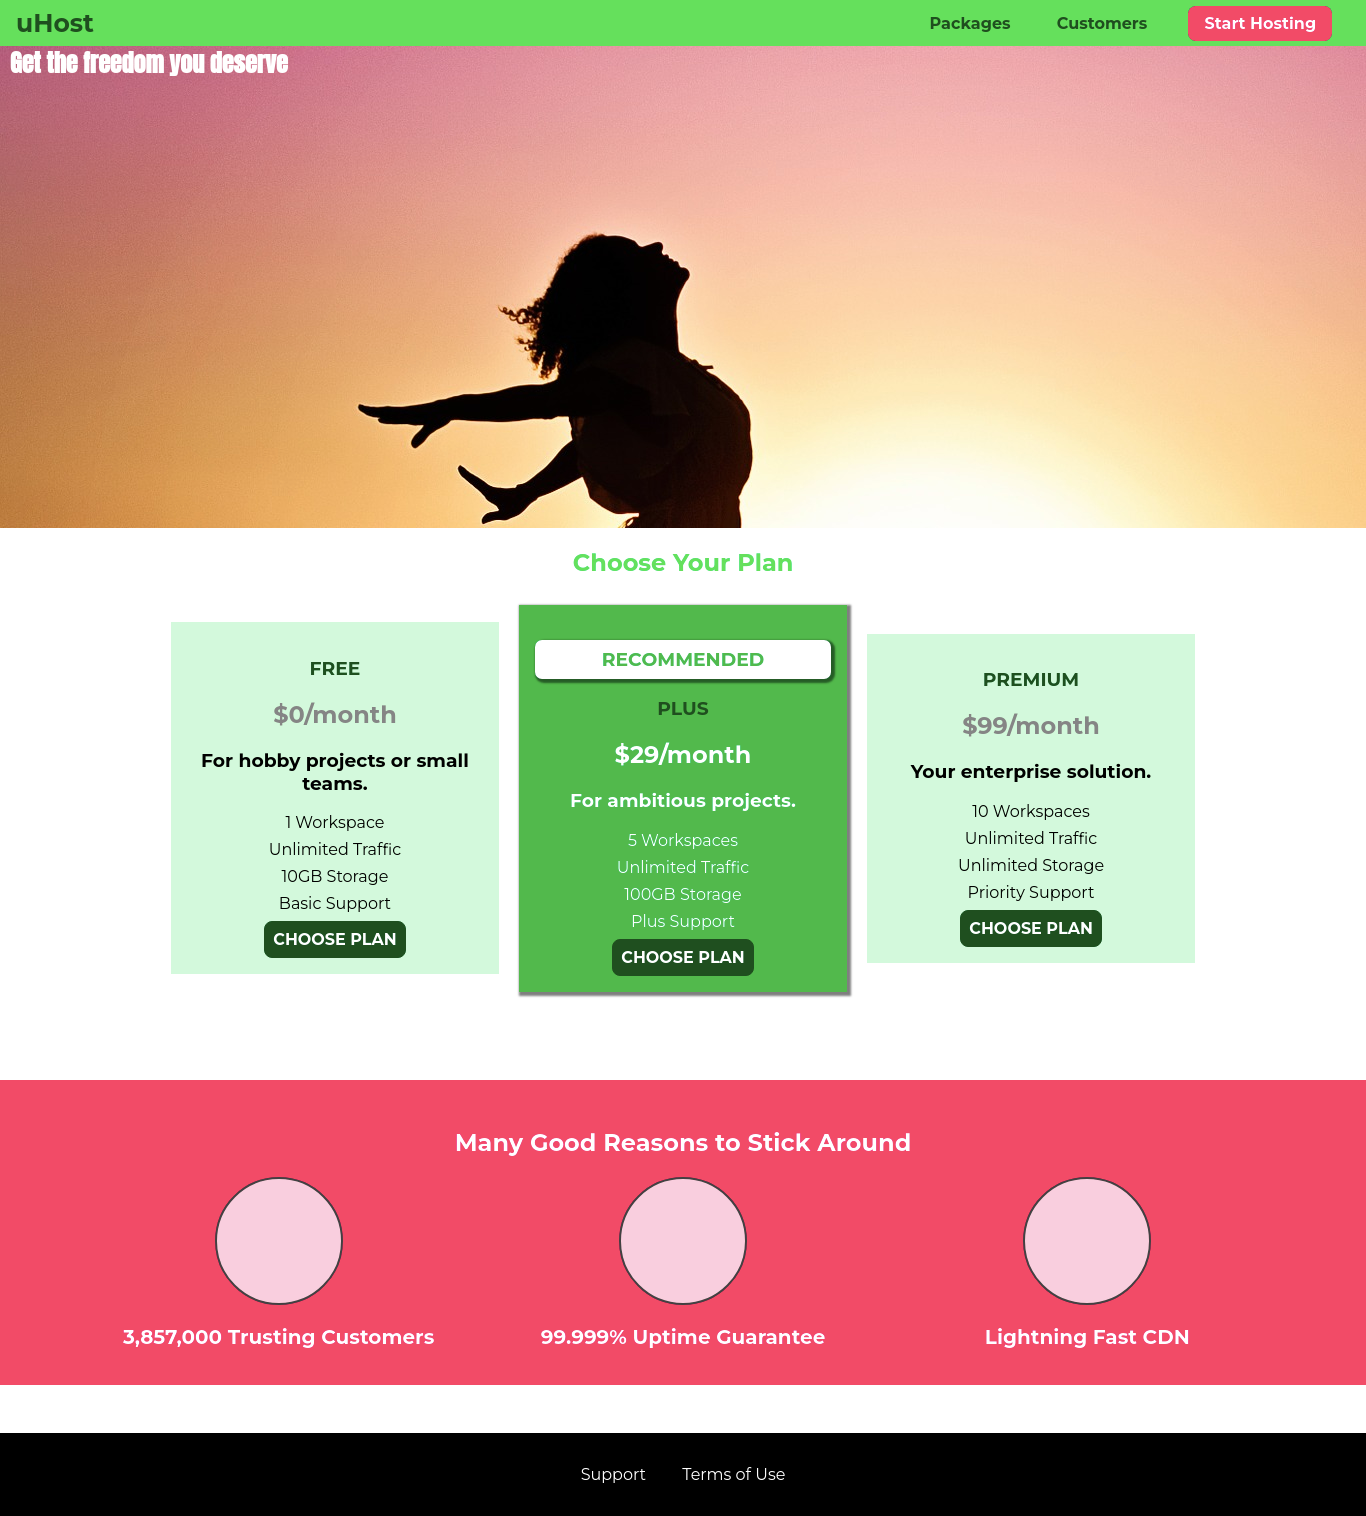 uHost
Packages
Customers
Start Hosting
Get the freedom you deserve
Choose Your Plan
FREE
$0/month
For hobby projects or small
teams.
1 Workspace
Unlimited Traffic
10GB Storage
Basic Support
CHOOSE PLAN
RECOMMENDED
PLUS
$29/month
For ambitious projects.
5 Workspaces
Unlimited Traffic
100GB Storage
Plus Support
CHOOSE PLAN
PREMIUM
$99/month
Your enterprise solution.
10 Workspaces
Unlimited Traffic
Unlimited Storage
Priority Support
CHOOSE PLAN
Many Good Reasons to Stick Around
3,857,000 Trusting Customers
99.999% Uptime Guarantee
Lightning Fast CDN
Support
Terms of Use